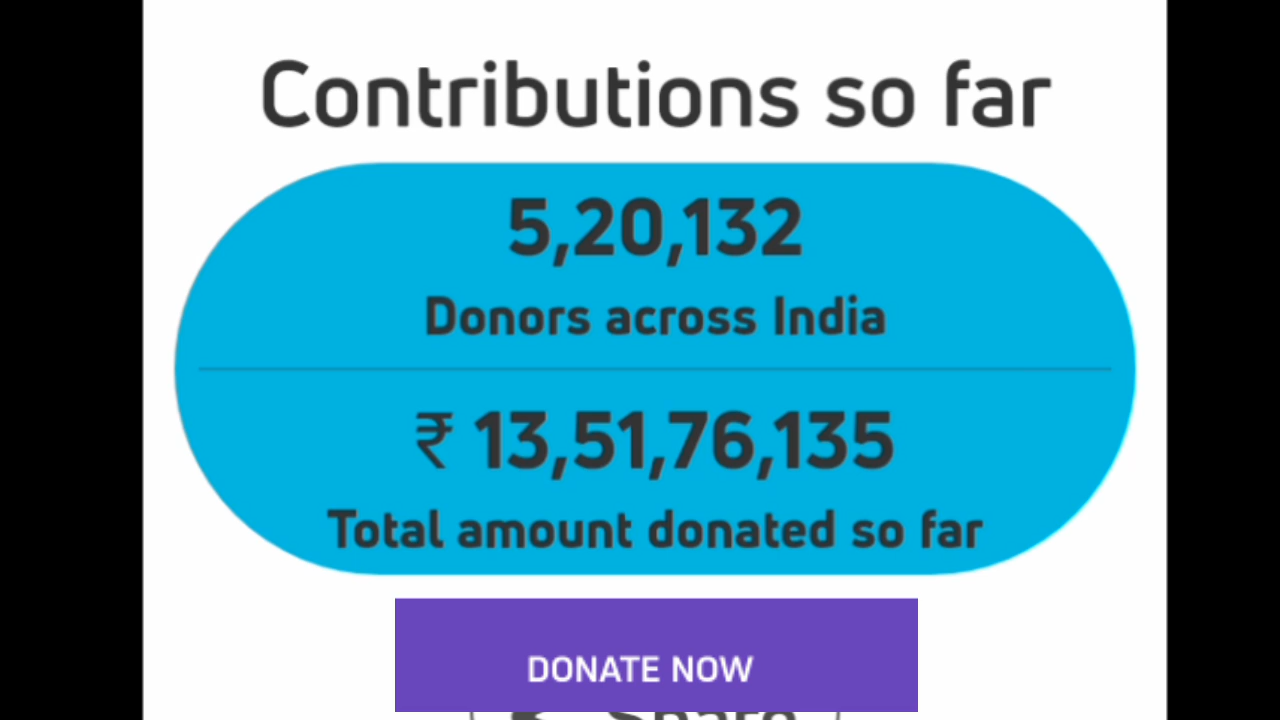 Contributions so far
5,20,132
Donors across India
₹ 13,51,76,135
Total amount donated so far
DONATE NOW